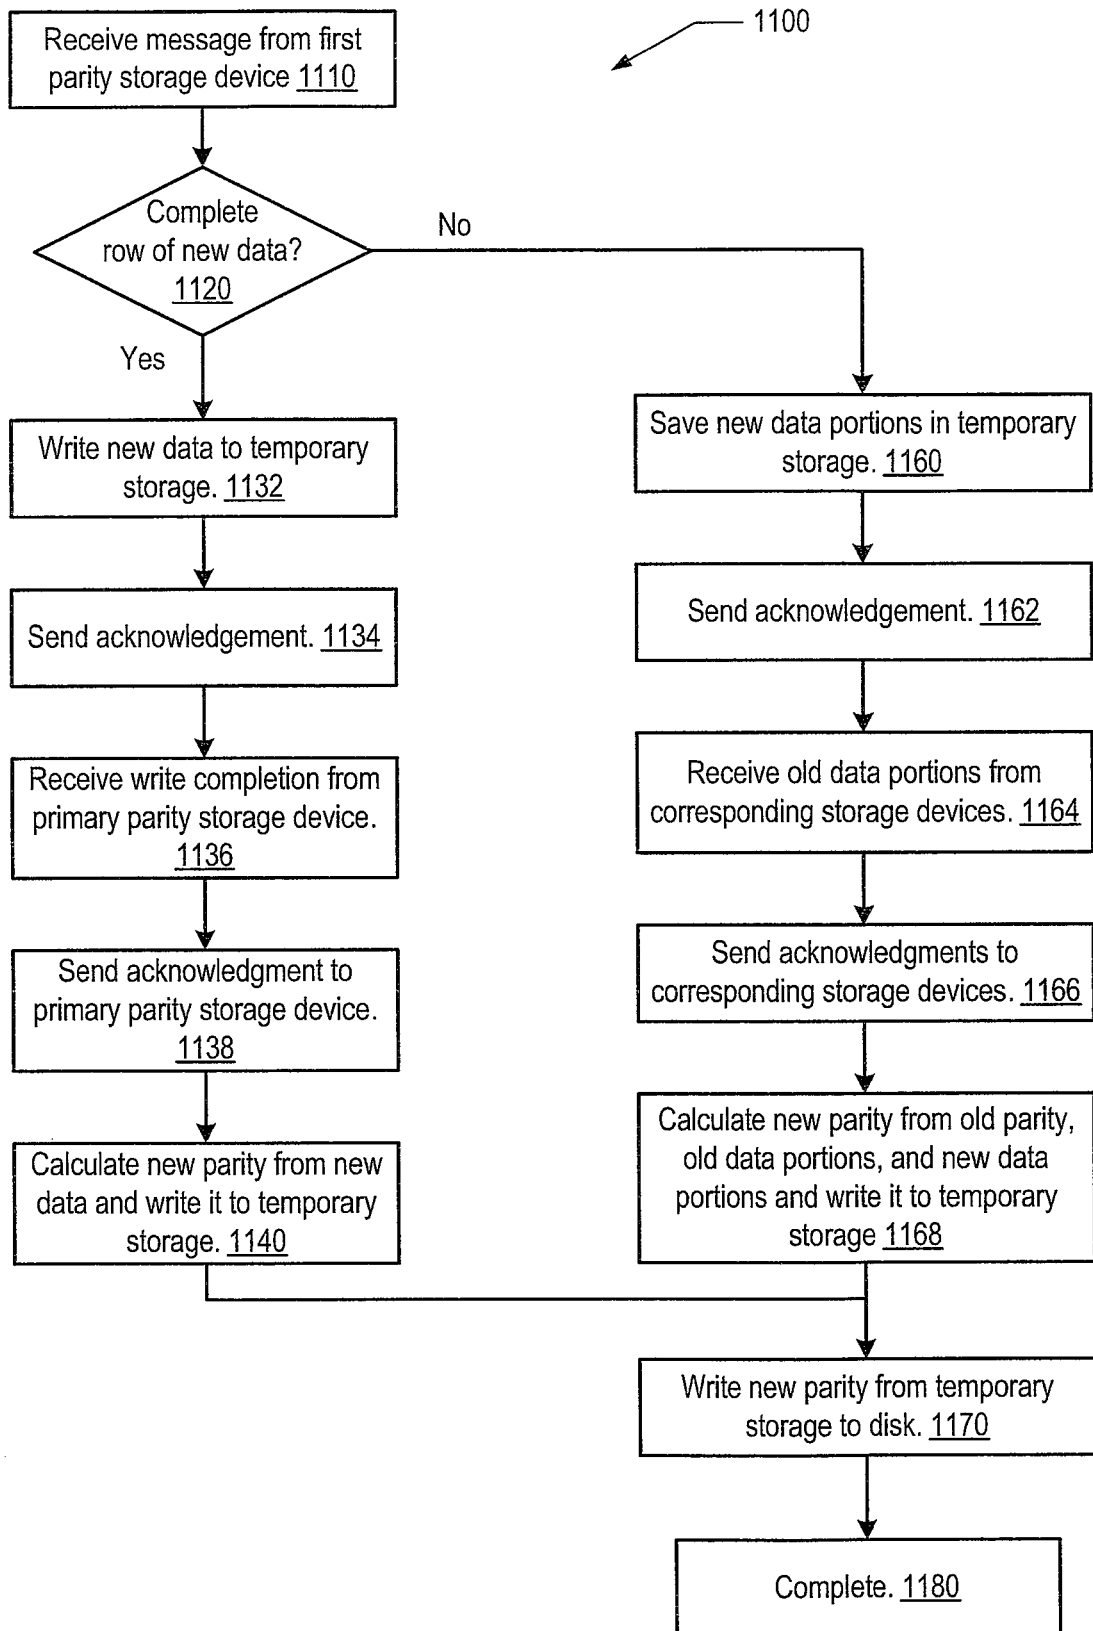 1100
Receive message from first
parity storage device 1110
Complete
row of new data?
1120
No
Yes
Write new data to temporary
storage. 1132
Send acknowledgement. 1134
Receive write completion from
primary parity storage device.
1136
Send acknowledgment to
primary parity storage device.
1138
Calculate new parity from new
data and write it to temporary
storage. 1140
Save new data portions in temporary
storage. 1160
Send acknowledgement. 1162
Receive old data portions from
corresponding storage devices. 1164
Send acknowledgments to
corresponding storage devices. 1166
Calculate new parity from old parity,
old data portions, and new data
portions and write it to temporary
storage 1168
Write new parity from temporary
storage to disk. 1170
Complete. 1180